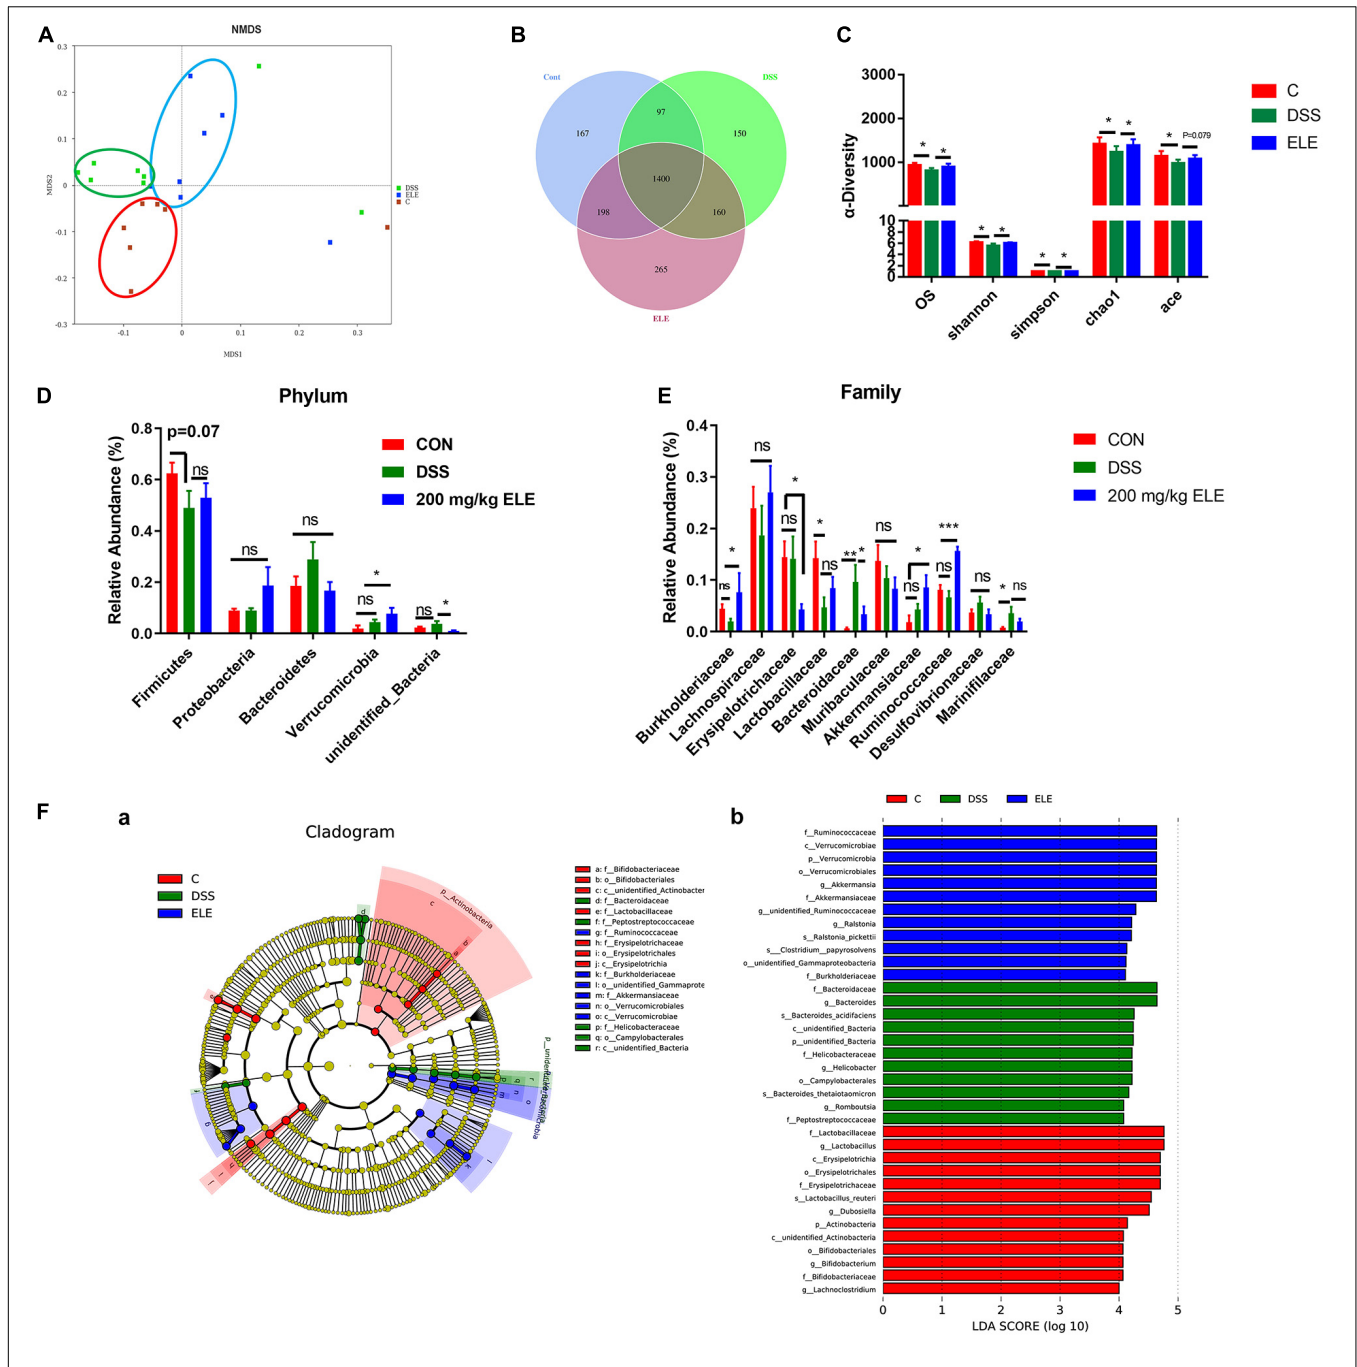 A
NMDS
0.3
0.2
0.1
0
-0.1
-0.2
-0.3
MDS2
-0.1
0
0.1
0.2
0.3
MDS1
DSS
ELE
C
B
Cont
DSS
97
167
150
1400
198
160
265
ELE
C
3000
2000
1000
10
8
6
4
2
0
α-Diversity
* * * * * * * * * P=0.079
OS
shannon
simpson
chao1
ace
C
DSS
ELE
D
Phylum
0.8
0.6
0.4
0.2
0.0
Relative Abundance (%)
p=0.07
ns
ns
ns
*
ns
ns
*
Firmicutes
Proteobacteria
Bacteroidetes
Verrucomicrobia
unidentified_Bacteria
CON
DSS
200 mg/kg ELE
E
Family
0.4
0.3
0.2
0.1
0.0
Relative Abundance (%)
ns
*
ns
*
ns
*
ns
**
*
ns
*
ns
***
ns
ns
*
ns
Burkholderiaceae
Lachnospiraceae
Erysipelotrichaceae
Lactobacillaceae
Bacteroidaceae
Muribaculaceae
Akkermansiaceae
Ruminococcaceae
Desulfovibrionaceae
Marinifilaceae
CON
DSS
200 mg/kg ELE
F
a
Cladogram
C
DSS
ELE
p__Actinobacteria
c
d
a: f__Bifidobacteriaceae
b: o__Bifidobacteriales
c: c__unidentified_Actinobacter
d: f__Bacteroidaceae
e: f__Lactobacillaceae
f: f__Peptostreptococcaceae
g: f__Ruminococcaceae
h: f__Erysipelotrichaceae
i: o__Erysipelotrichales
j: c__Erysipelotrichia
k: f__Burkholderiaceae
l: o__unidentified_Gammaprote
m: f__Akkermansiaceae
n: o__Verrucomicrobiales
o: c__Verrucomicrobiae
p: f__Helicobacteraceae
q: o__Campylobacterales
r: c__unidentified_Bacteria
b
C
DSS
ELE
f__Ruminococcaceae
c__Verrucomicrobiae
p__Verrucomicrobia
o__Verrucomicrobiales
g__Akkermansia
f__Akkermansiaceae
g__unidentified_Ruminococcaceae
g__Ralstonia
s__Ralstonia_pickettii
s__Clostridium_papyrosolvens
o__unidentified_Gammaproteobacteria
f__Burkholderiaceae
f__Bacteroidaceae
g__Bacteroides
s__Bacteroides_acidifaciens
c__unidentified_Bacteria
p__unidentified_Bacteria
f__Helicobacteraceae
g__Helicobacter
o__Campylobacterales
s__Bacteroides_thetaiotaomicron
g__Romboutsia
f__Peptostreptococcaceae
f__Lactobacillaceae
g__Lactobacillus
c__Erysipelotrichia
o__Erysipelotrichales
f__Erysipelotrichaceae
s__Lactobacillus_reuteri
g__Dubosiella
p__Actinobacteria
c__unidentified_Actinobacteria
o__Bifidobacteriales
g__Bifidobacterium
f__Bifidobacteriaceae
g__Lachnoclostridium
0
1
2
3
4
5
LDA SCORE (log 10)